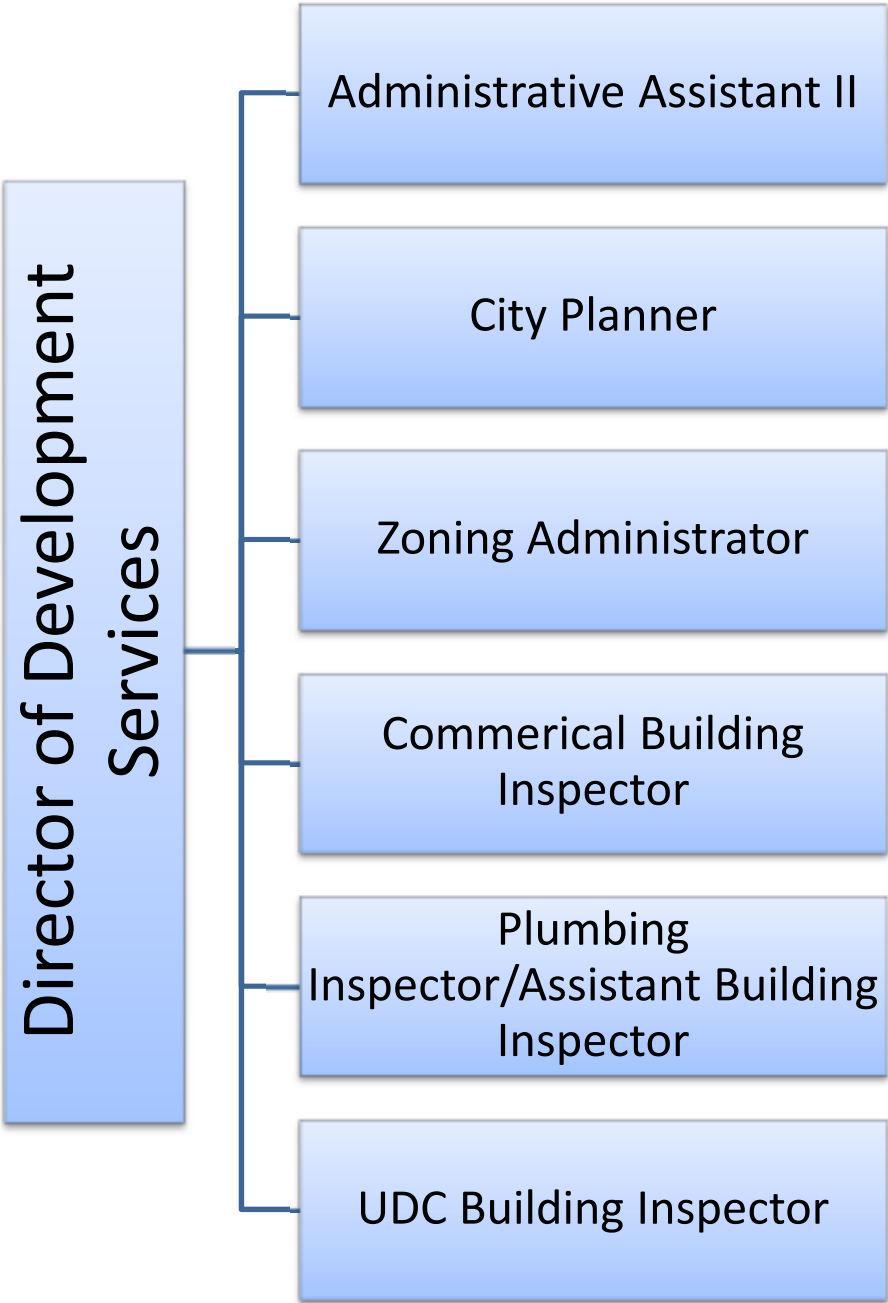 Director of Development
Services
Administrative Assistant II
City Planner
Zoning Administrator
Commerical Building
Inspector
Plumbing
Inspector/Assistant Building
Inspector
UDC Building Inspector